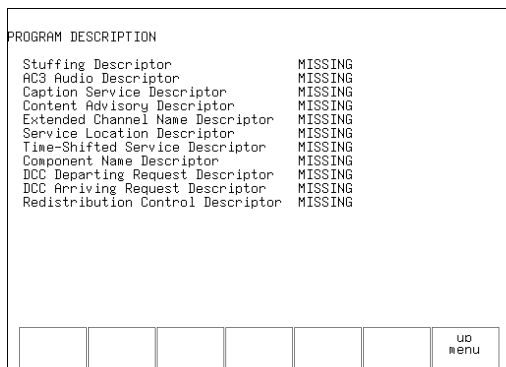 PROGRAM DESCRIPTION
Stuffing Descriptor MISSING
AC3 Audio Descriptor MISSING
Caption Service Descriptor MISSING
Content Advisory Descriptor MISSING
Extended Channel Name Descriptor MISSING
Service Location Descriptor MISSING
Time-Shifted Service Descriptor MISSING
Component Name Descriptor MISSING
DCC Departing Request Descriptor MISSING
DCC Arriving Request Descriptor MISSING
Redistribution Control Descriptor MISSING
up
menu